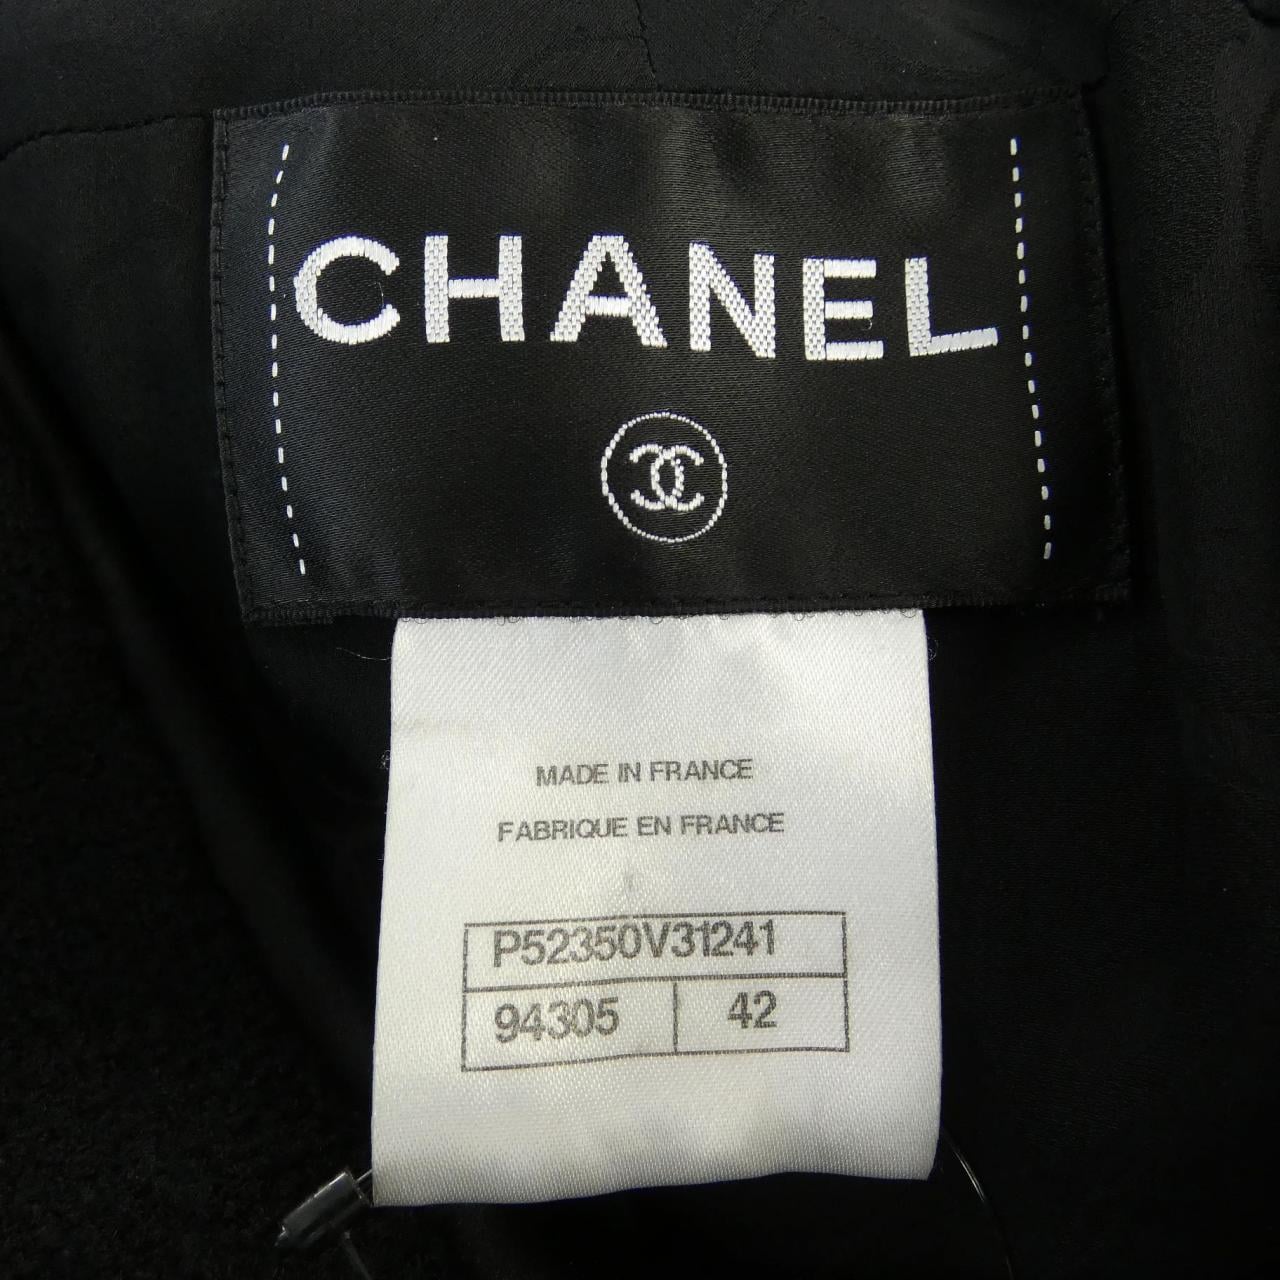 CHANEL
MADE IN FRANCE
FABRIQUE EN FRANCE
P52350V31241
94305 42